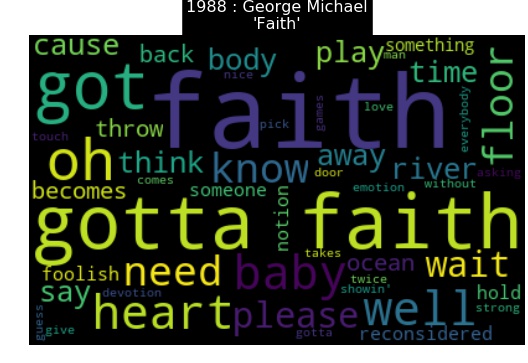 1988 : George Michael
'Faith'
cause back body play something man
got faith nice games love time floor everybody
touch throw pick
oh think know away river door asking
becomes comes someone notion emotion without
gotta faith
foolish need baby takes ocean wait
say devotion heart please twice showin' well hold strong
guess give gotta reconsidered